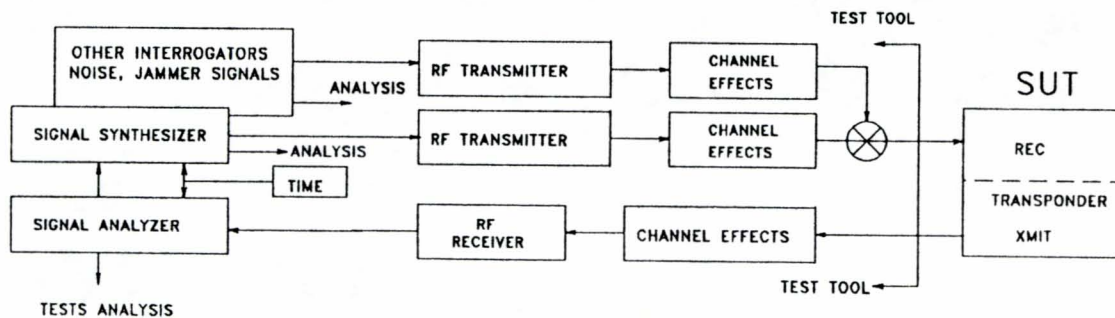 TEST TOOL
OTHER INTERROGATORS
NOISE, JAMMER SIGNALS
RF TRANSMITTER
CHANNEL
EFFECTS
ANALYSIS
SUT
SIGNAL SYNTHESIZER
RF TRANSMITTER
CHANNEL
EFFECTS
ANALYSIS
REC
TIME
SIGNAL ANALYZER
RF
RECEIVER
CHANNEL EFFECTS
TRANSPONDER
XMIT
TEST TOOL
TESTS ANALYSIS